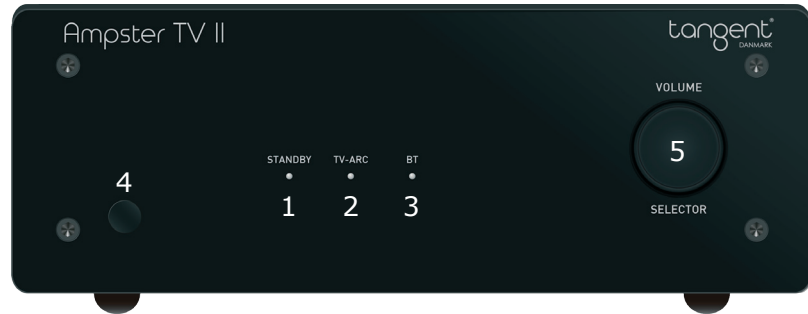 Ampster TV II
tangent®
DANMARK
VOLUME
5
SELECTOR
STANDBY TV-ARC BT
4
1 2 3